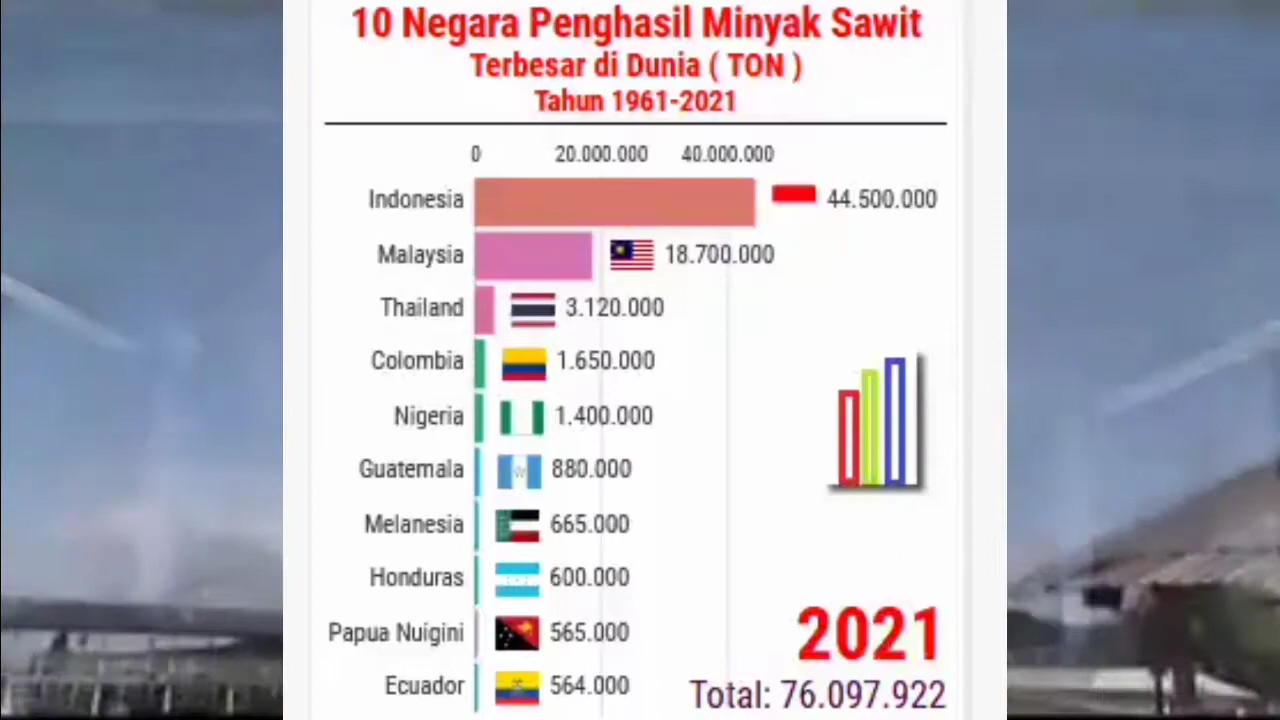 10 Negara Penghasil Minyak Sawit
Terbesar di Dunia ( TON )
Tahun 1961-2021
0 20.000.000 40.000.000
Indonesia 44.500.000
Malaysia 18.700.000
Thailand 3.120.000
Colombia 1.650.000
Nigeria 1.400.000
Guatemala 880.000
Melanesia 665.000
Honduras 600.000
Papua Nuigini 565.000
Ecuador 564.000
2021
Total: 76.097.922